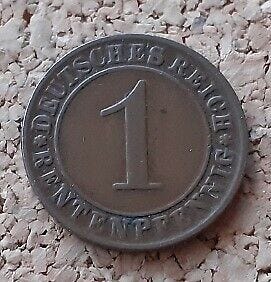 DEUTSCHES REICH
1
RENTENPFENNIG